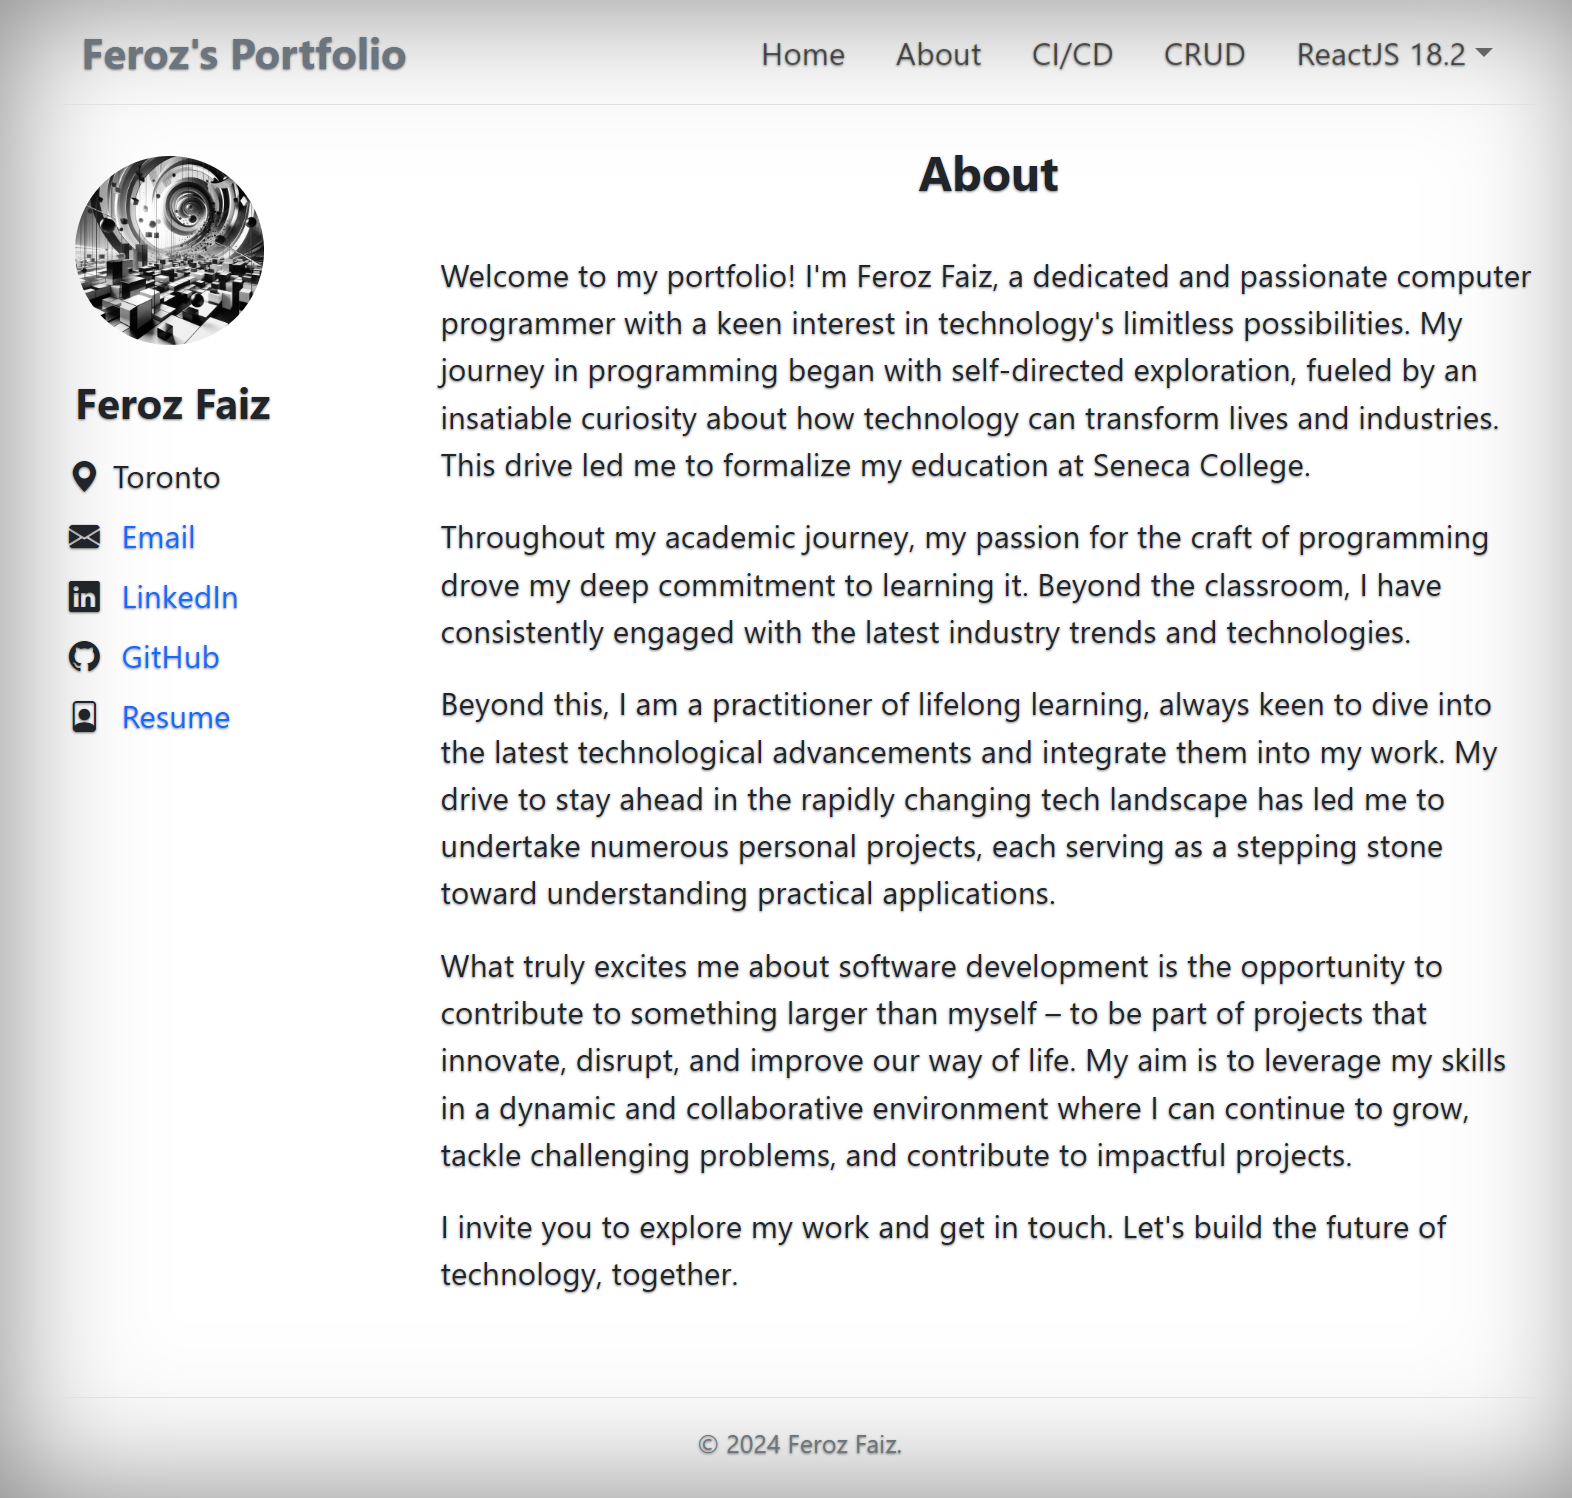 Feroz's Portfolio
Home
About
CI/CD
CRUD
ReactJS 18.2
Feroz Faiz
Toronto
Email
LinkedIn
GitHub
Resume
About
Welcome to my portfolio! I'm Feroz Faiz, a dedicated and passionate computer
programmer with a keen interest in technology's limitless possibilities. My
journey in programming began with self-directed exploration, fueled by an
insatiable curiosity about how technology can transform lives and industries.
This drive led me to formalize my education at Seneca College.
Throughout my academic journey, my passion for the craft of programming
drove my deep commitment to learning it. Beyond the classroom, I have
consistently engaged with the latest industry trends and technologies.
Beyond this, I am a practitioner of lifelong learning, always keen to dive into
the latest technological advancements and integrate them into my work. My
drive to stay ahead in the rapidly changing tech landscape has led me to
undertake numerous personal projects, each serving as a stepping stone
toward understanding practical applications.
What truly excites me about software development is the opportunity to
contribute to something larger than myself – to be part of projects that
innovate, disrupt, and improve our way of life. My aim is to leverage my skills
in a dynamic and collaborative environment where I can continue to grow,
tackle challenging problems, and contribute to impactful projects.
I invite you to explore my work and get in touch. Let's build the future of
technology, together.
© 2024 Feroz Faiz.